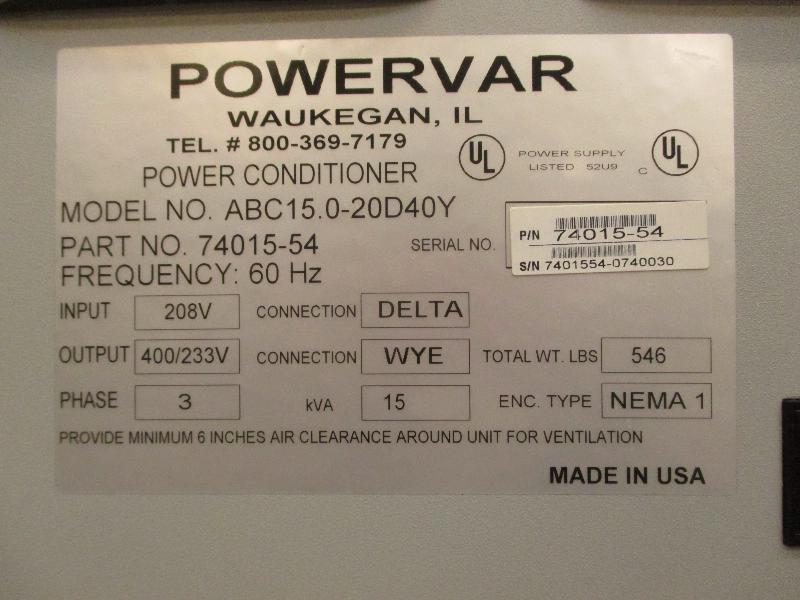 POWERVAR
WAUKEGAN, IL
TEL. # 800-369-7179
UL POWER SUPPLY LISTED 52U9 C UL
POWER CONDITIONER
MODEL NO. ABC15.0-20D40Y
PART NO. 74015-54
SERIAL NO.
P/N 74015-54
S/N 7401554-0740030
FREQUENCY: 60 Hz
INPUT 208V CONNECTION DELTA
OUTPUT 400/233V CONNECTION WYE TOTAL WT. LBS 546
PHASE 3 kVA 15 ENC. TYPE NEMA 1
PROVIDE MINIMUM 6 INCHES AIR CLEARANCE AROUND UNIT FOR VENTILATION
MADE IN USA